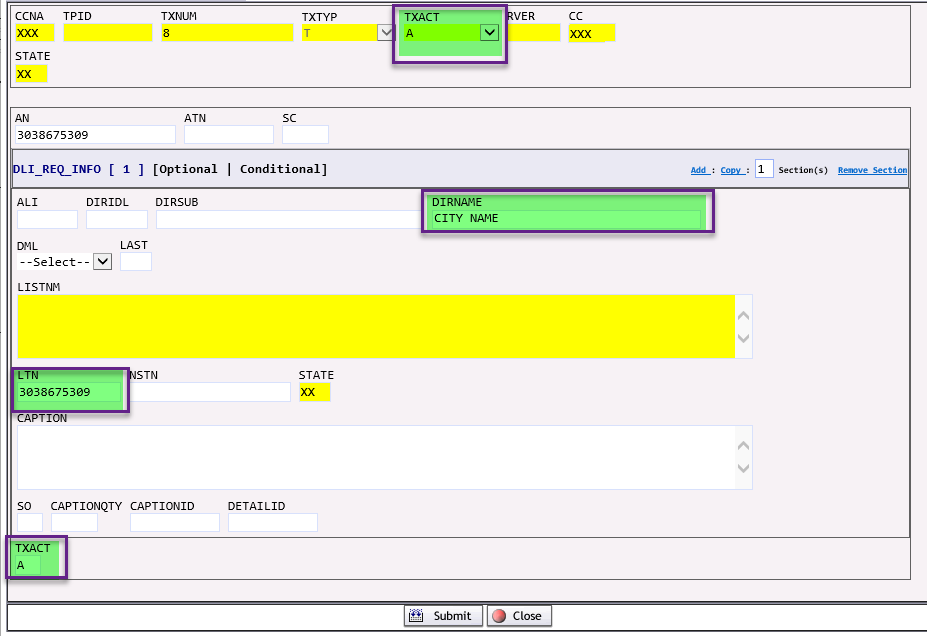 CCNA TPID TXNUM TXTYP TXACT RVER CC
XXX 8 T A XXX
STATE
XX
AN ATN SC
3038675309
DLI_REQ_INFO [ 1 ] [Optional | Conditional] Add : Copy : 1 Section(s) Remove Section
ALI DIRIDL DIRSUB DIRNAME
CITY NAME
DML LAST
--Select--
LISTNM
LTN NSTN STATE
3038675309 XX
CAPTION
SO CAPTIONQTY CAPTIONID DETAILID
TXACT
A
Submit Close